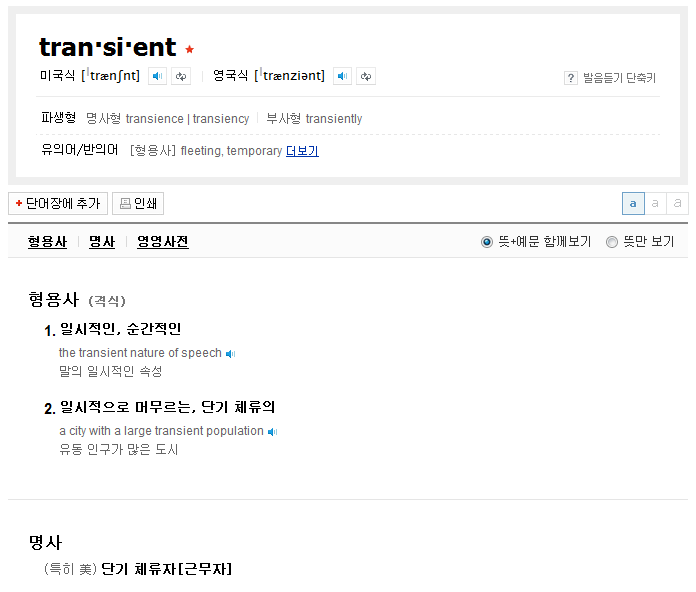 tran·si·ent
미국식 [ˈtrænʃnt] 영국식 [ˈtrænziənt] ? 발음듣기 단축키
파생형 명사형 transience | transiency 부사형 transiently
유의어/반의어 [형용사] fleeting, temporary 더보기
+ 단어장에 추가 인쇄 a a a
형용사 명사 영영사전 뜻+예문 함께보기 뜻만 보기
형용사 (격식)
1. 일시적인, 순간적인
the transient nature of speech
말의 일시적인 속성
2. 일시적으로 머무르는, 단기 체류의
a city with a large transient population
유동 인구가 많은 도시
명사
(특히 美) 단기 체류자[근무자]